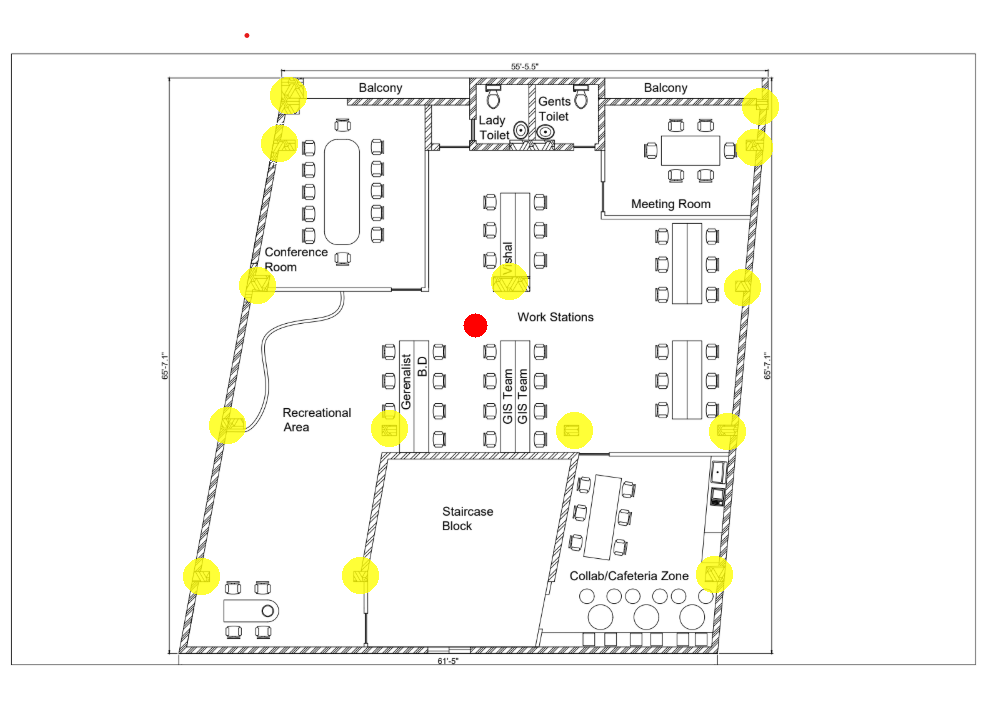 55'-5.5"
Balcony
Balcony
Lady
Toilet
Gents
Toilet
Meeting Room
Conference
Room
Vishal
Work Stations
65'-7.1"
65'-7.1"
Gerenalist
B.D
GIS Team
GIS Team
Recreational
Area
Staircase
Block
Collab/Cafeteria Zone
61'-5"